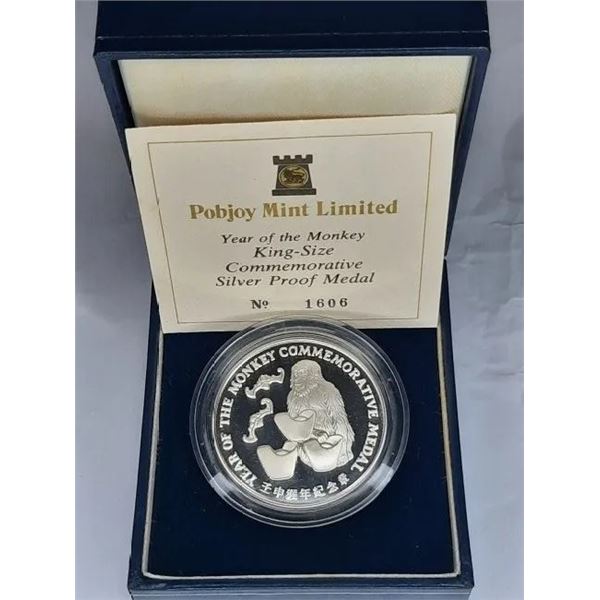 Pobjoy Mint Limited
Year of the Monkey
King-Size
Commemorative
Silver Proof Medal
No 1606
YEAR OF THE MONKEY COMMEMORATIVE MEDAL
壬申猴年紀念章